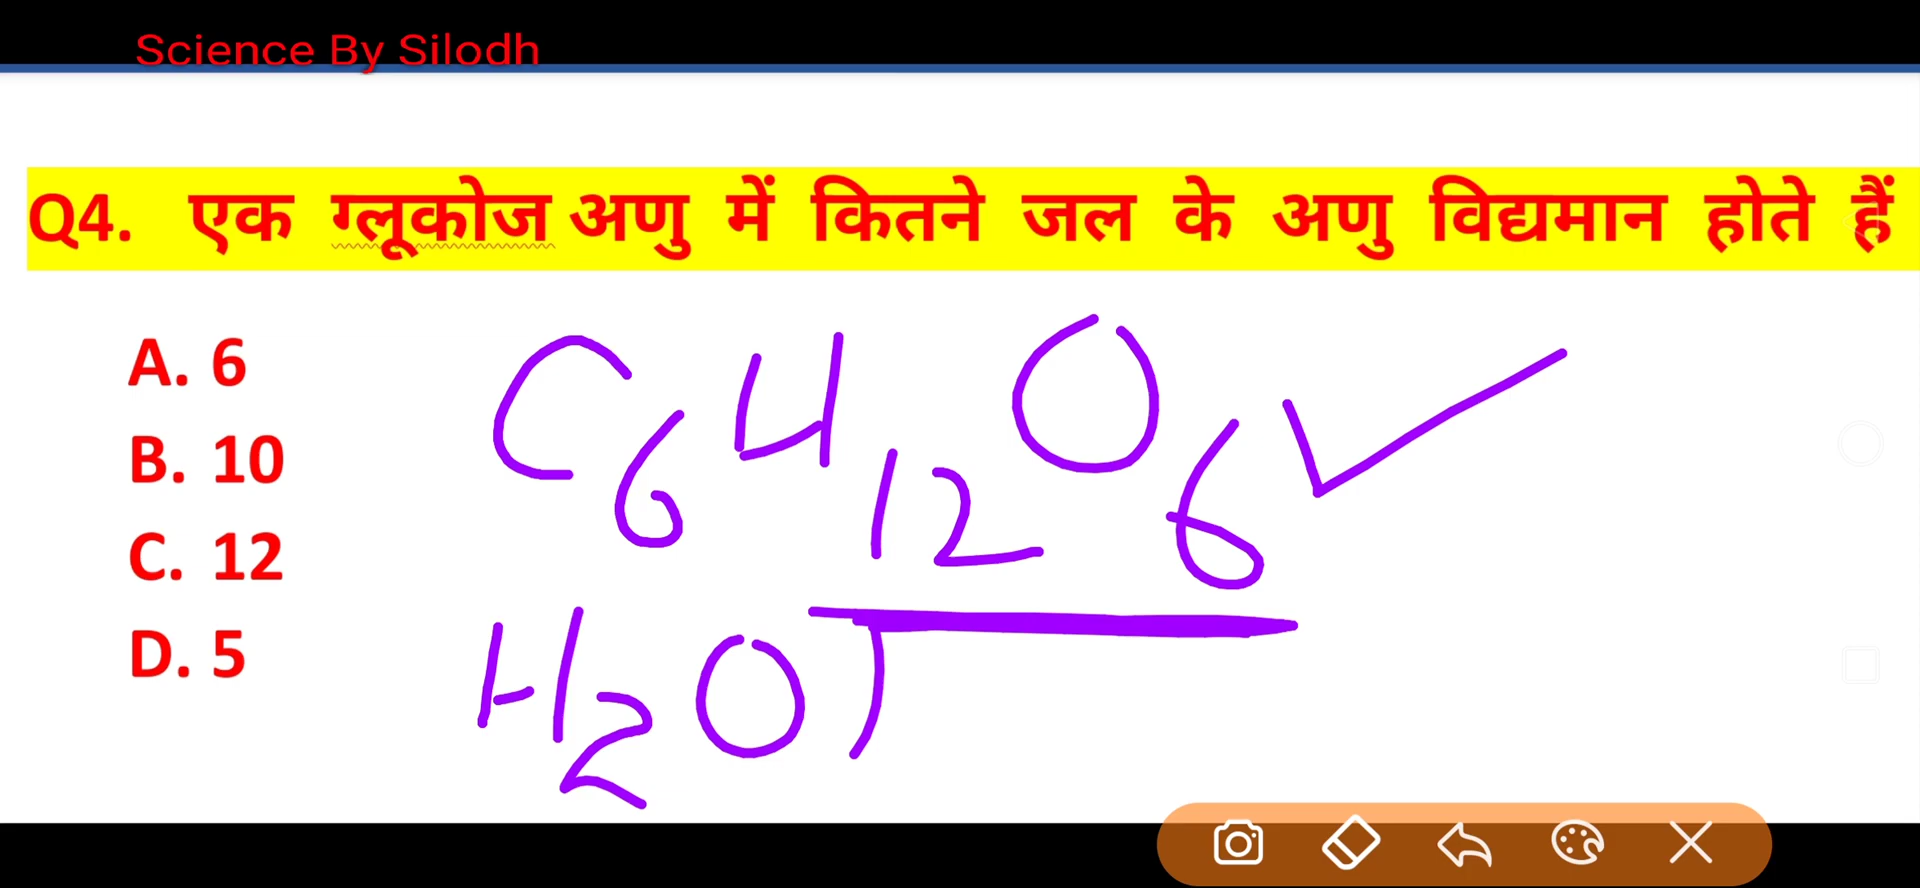 Science By Silodh
Q4. एक ग्लूकोज अणु में कितने जल के अणु विद्यमान होते हैं
A. 6
B. 10
C. 12
D. 5
C6H12O6
H2O